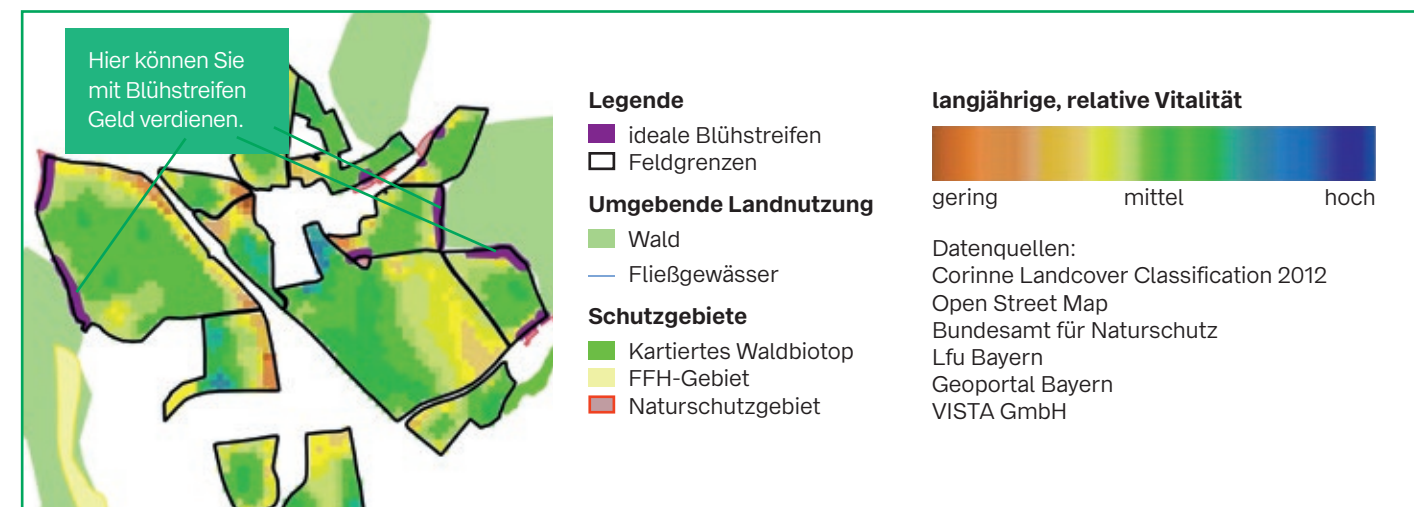 Hier können Sie
mit Blühstreifen
Geld verdienen.
Legende
ideale Blühstreifen
Feldgrenzen
Umgebende Landnutzung
Wald
Fließgewässer
Schutzgebiete
Kartiertes Waldbiotop
FFH-Gebiet
Naturschutzgebiet
langjährige, relative Vitalität
gering mittel hoch
Datenquellen:
Corinne Landcover Classification 2012
Open Street Map
Bundesamt für Naturschutz
Lfu Bayern
Geoportal Bayern
VISTA GmbH